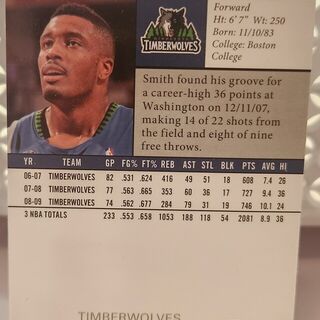 Forward
Ht: 6' 7" Wt: 250
Born: 11/10/83
College: Boston
College
TIMBERWOLVES
Smith found his groove for
a career-high 36 points at
Washington on 12/11/07,
making 14 of 22 shots from
the field and eight of nine
free throws.
YR. TEAM GP FG% FT% REB AST STL BLK PTS AVG HI
06-07 TIMBERWOLVES 82 .531 .624 416 49 51 18 608 7.4 26
07-08 TIMBERWOLVES 77 .563 .665 353 60 36 17 727 9.4 36
08-09 TIMBERWOLVES 74 .562 .677 284 79 31 19 746 10.1 24
3 NBA TOTALS 233 .553 .658 1053 188 118 54 2081 8.9 36
TIMBERWOLVES